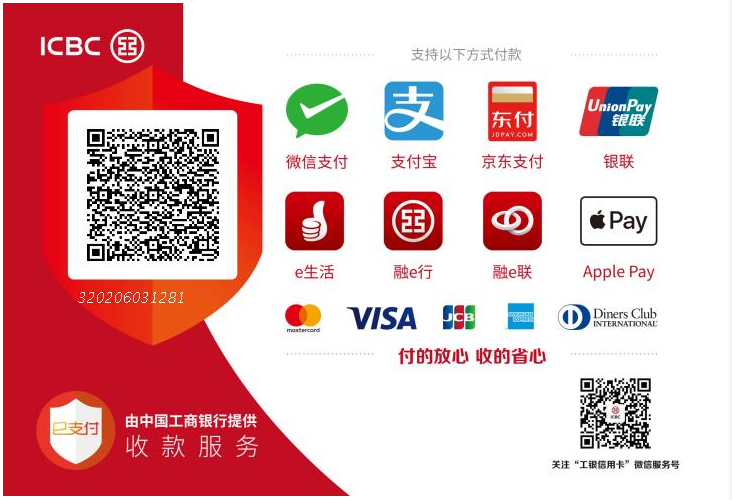 ICBC
支持以下方式付款
支
东付
JDPAY.COM
UnionPay
银联
微信支付
支付宝
京东支付
银联
Pay
e生活
融e行
融e联
Apple Pay
320206031281
mastercard
VISA
JCB
AMERICAN
EXPRESS
Diners Club
INTERNATIONAL
付的放心 收的省心
e支付
由中国工商银行提供
收款服务
关注“工银信用卡”微信服务号